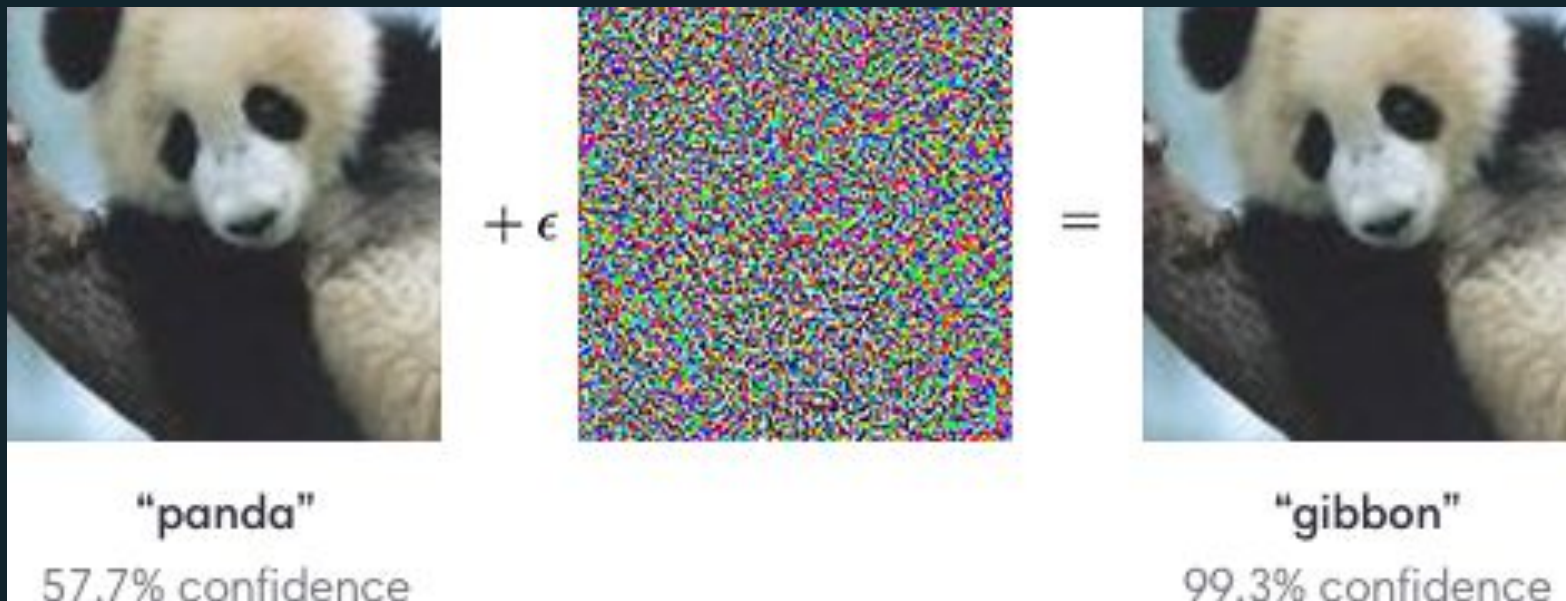 + ϵ
=
“panda”
57.7% confidence
“gibbon”
99.3% confidence